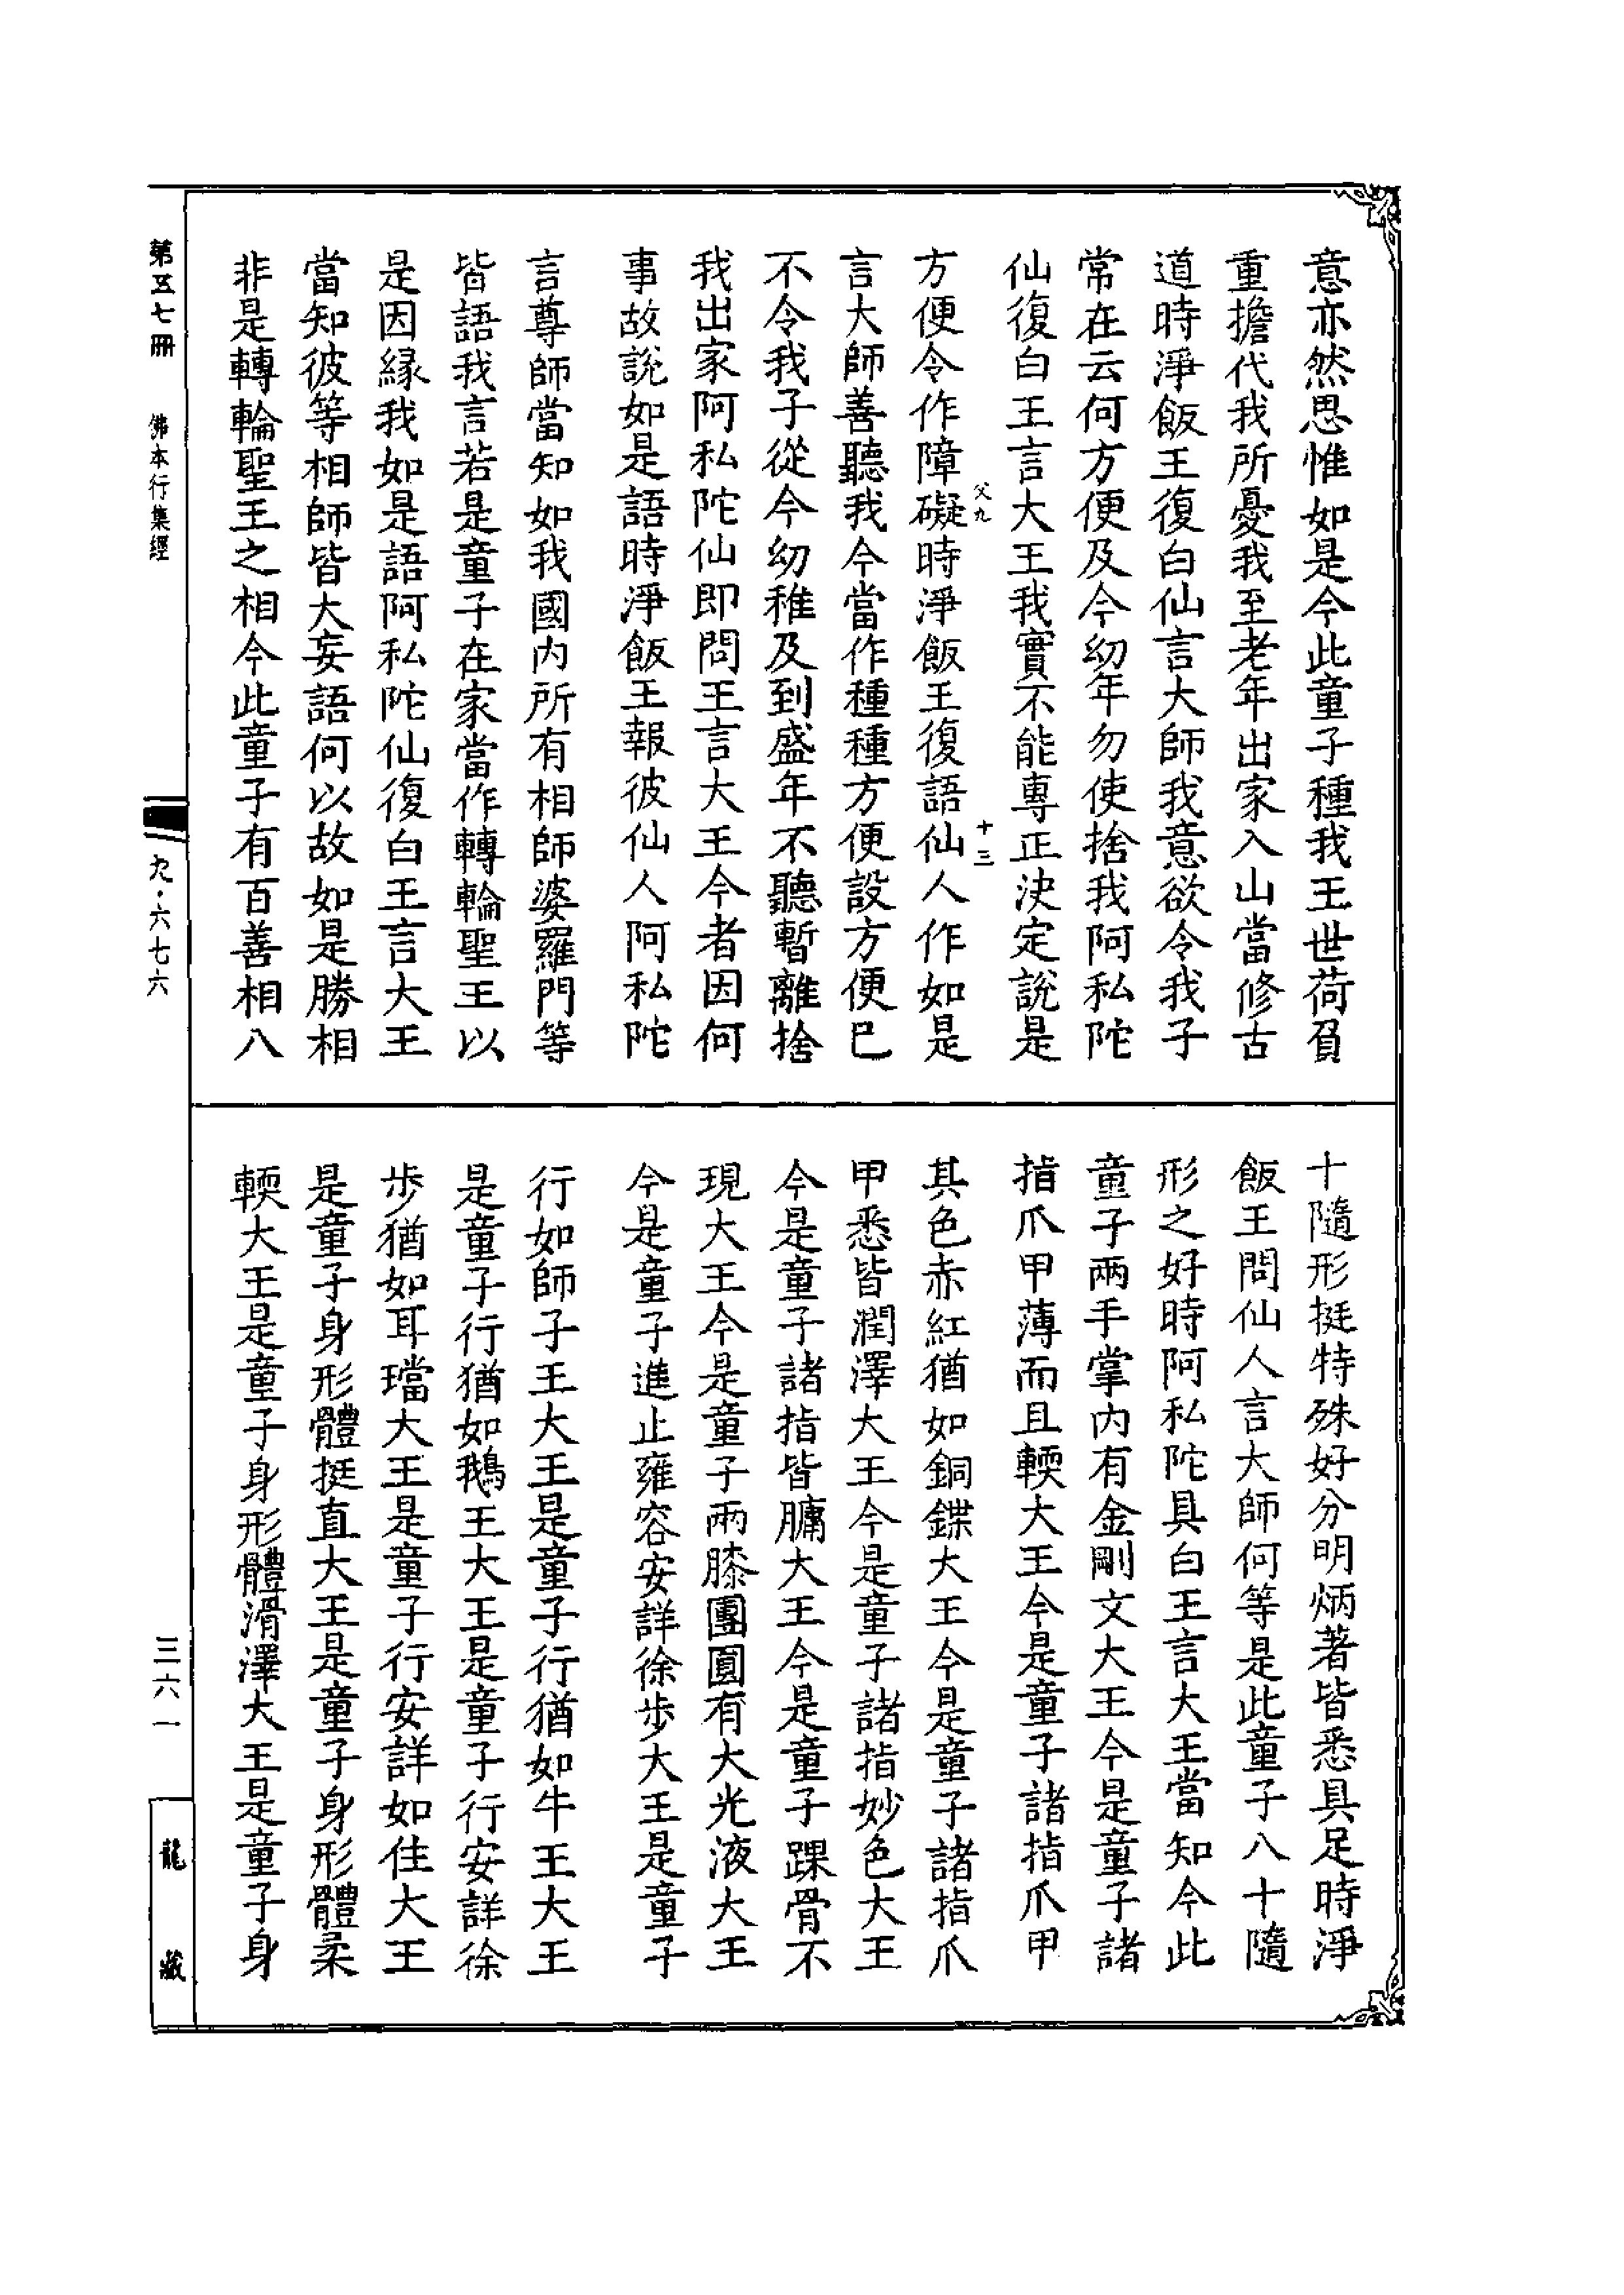 意亦然思惟如是今此童子種我王世荷負
重擔代我所憂我至老年出家入山當修古
道時淨飯王復白仙言大師我意欲令我子
常在云何方便及今幼年勿使捨我阿私陀
仙復白王言大王我實不能專正決定說是
父九 十三
方便令作障礙時淨飯王復語仙人作如是
言大師善聽我今當作種種方便設方便已
不令我子從今幼稚及到盛年不聽暫離捨
我出家阿私陀仙即問王言大王今者因何
事故說如是語時淨飯王報彼仙人阿私陀
言尊師當知如我國內所有相師婆羅門等
皆語我言若是童子在家當作轉輪聖王以
是因緣我如是語阿私陀仙復白王言大王
當知彼等相師皆大妄語何以故如是勝相
非是轉輪聖王之相今此童子有百善相八
十隨形挺特殊好分明炳著皆悉具足時淨
飯王問仙人言大師何等是此童子八十隨
形之好時阿私陀具白王言大王當知今此
童子兩手掌內有金剛文大王今是童子諸
指爪甲薄而且輭大王今是童子諸指爪甲
其色赤紅猶如銅鍱大王今是童子諸指爪
甲悉皆潤澤大王今是童子諸指妙色大王
今是童子諸指皆𦟛大王今是童子踝骨不
現大王今是童子兩膝團圓有大光液大王
今是童子進止雍容安詳徐步大王是童子
行如師子王大王是童子行猶如牛王大王
是童子行猶如鵝王大王是童子行安詳徐
步猶如耳璫大王是童子行安詳如住大王
是童子身形體挺直大王是童子身形體柔
輭大王是童子身形體滑澤大王是童子身
第五七冊 佛本行集經
九·六七六
三六一
龍藏